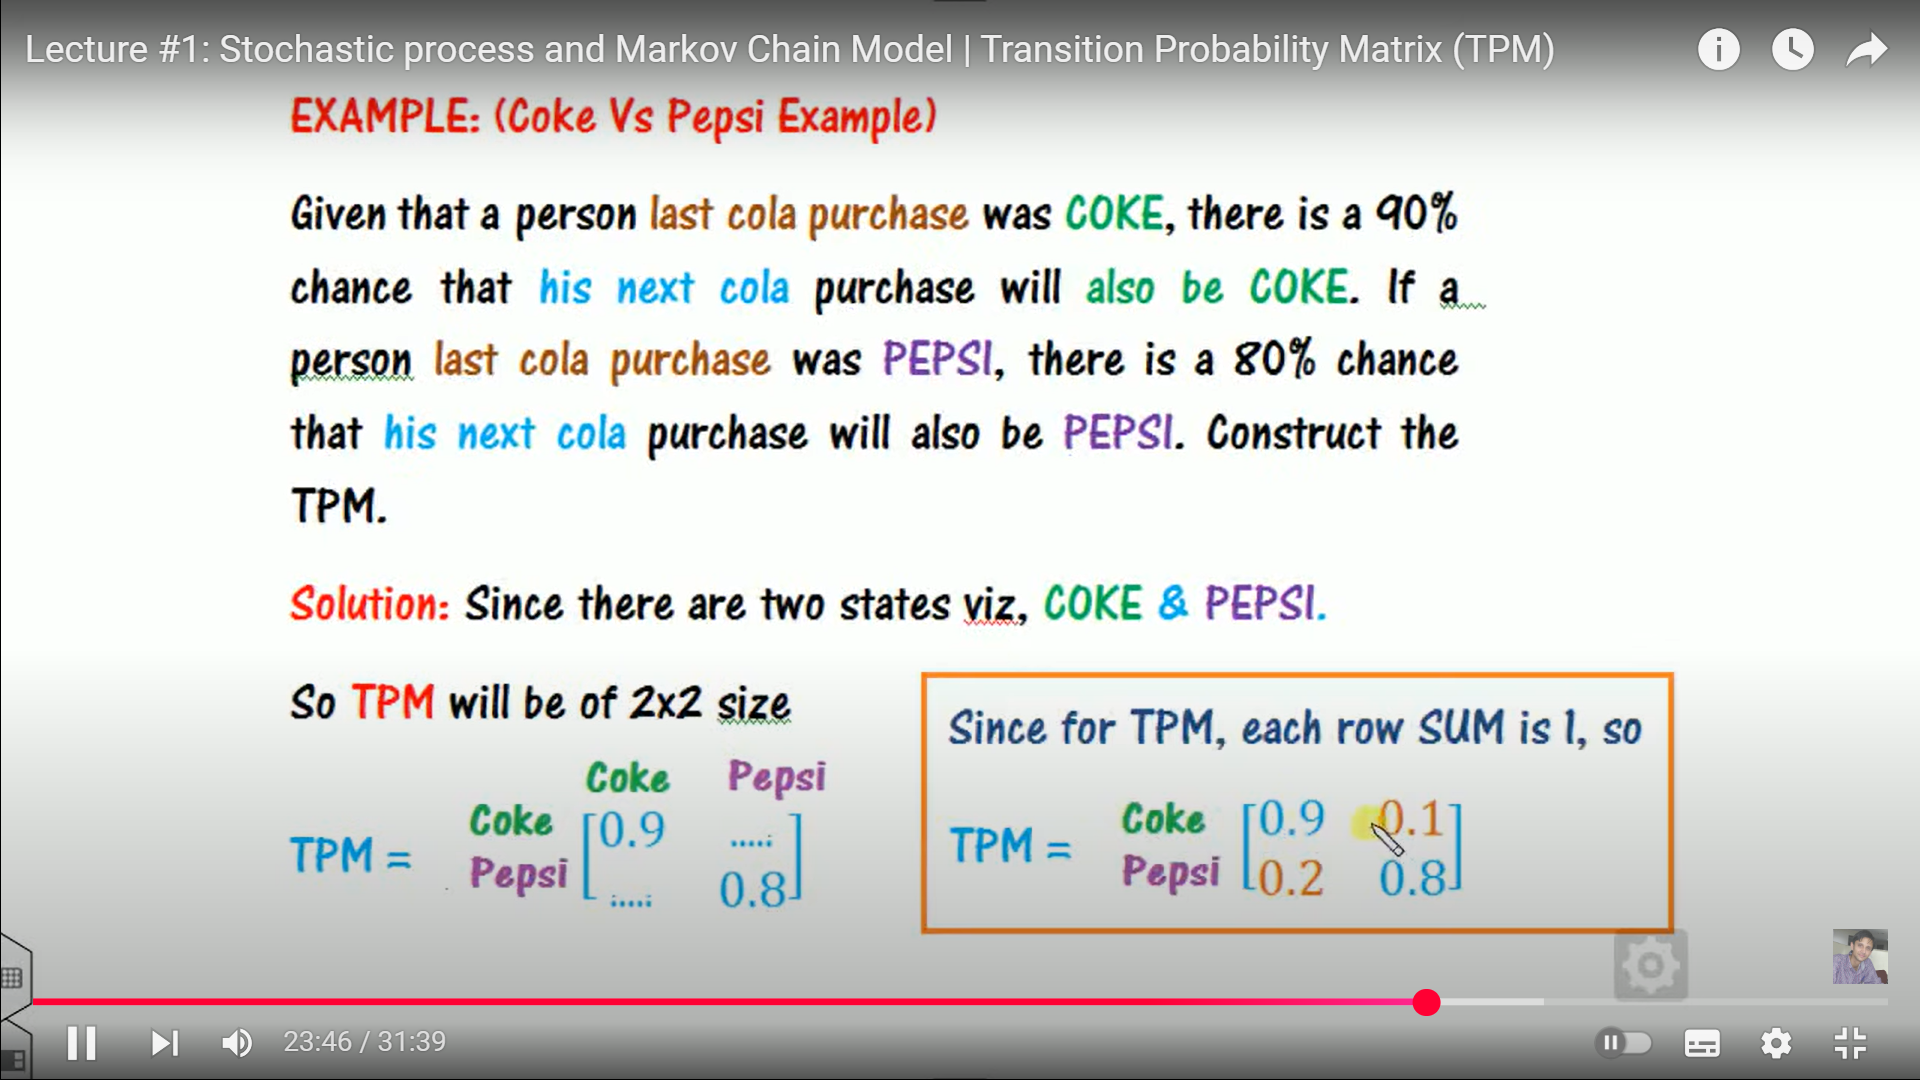 Lecture #1: Stochastic process and Markov Chain Model | Transition Probability Matrix (TPM)
EXAMPLE: (Coke Vs Pepsi Example)
Given that a person last cola purchase was COKE, there is a 90%
chance that his next cola purchase will also be COKE. If a
person last cola purchase was PEPSI, there is a 80% chance
that his next cola purchase will also be PEPSI. Construct the
TPM.
Solution: Since there are two states viz, COKE & PEPSI.
So TPM will be of 2x2 size
Coke Pepsi
TPM = Coke [0.9 .....]
Pepsi [..... 0.8]
Since for TPM, each row SUM is 1, so
TPM = Coke [0.9 0.1]
Pepsi [0.2 0.8]
23:46 / 31:39